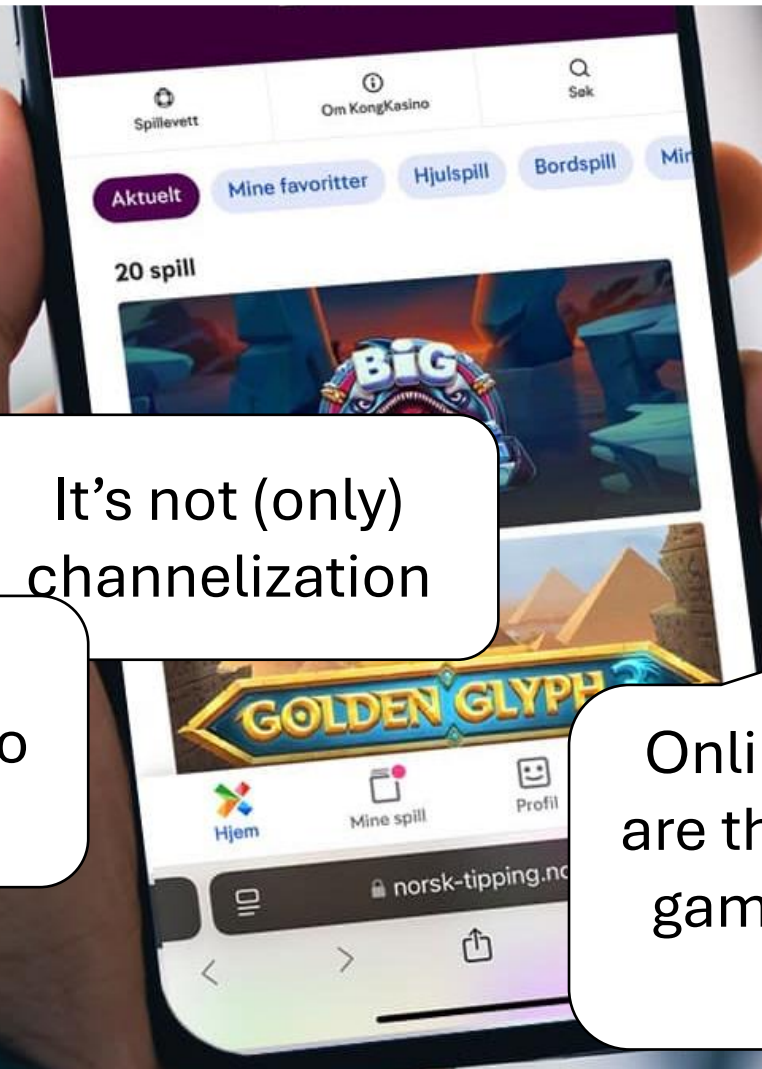 Spillevett
Om KongKasino
Søk
Aktuelt
Mine favoritter
Hjulspill
Bordspill
20 spill
BIG
It’s not (only)
channelization
GOLDEN GLYPH
Hjem
Mine spill
Profil
norsk-tipping.no